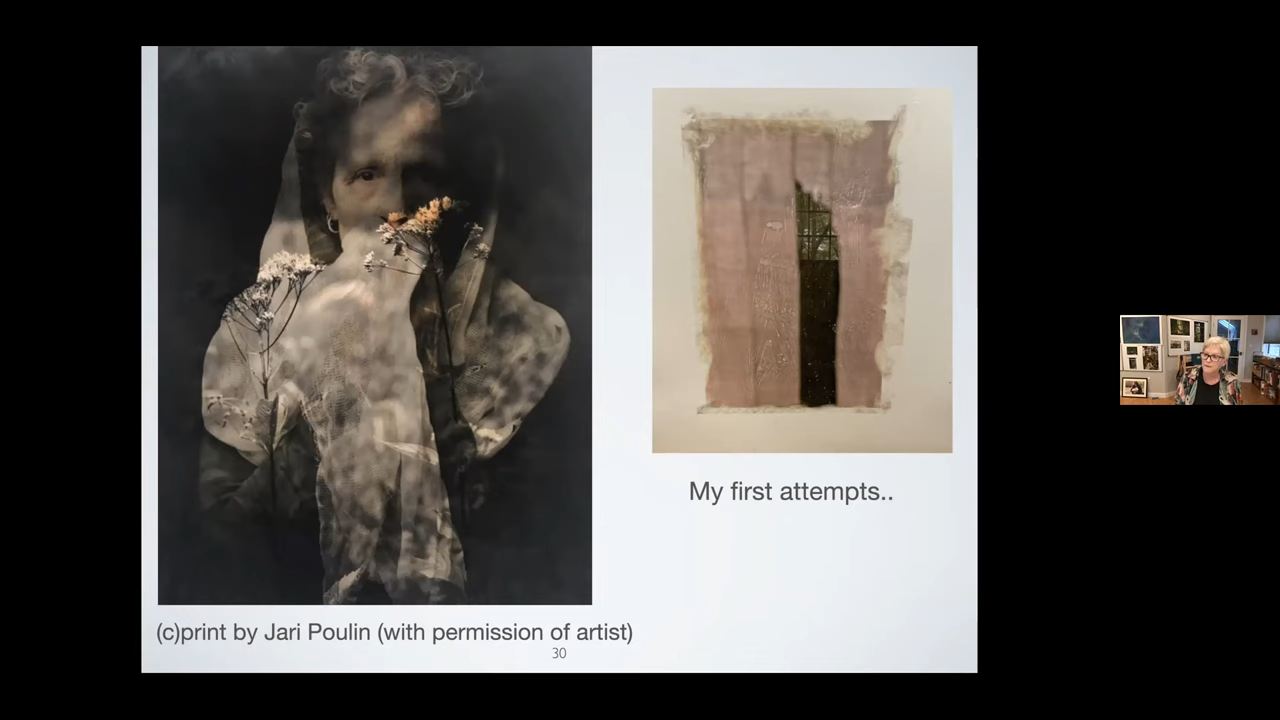 My first attempts..
(c)print by Jari Poulin (with permission of artist)
30